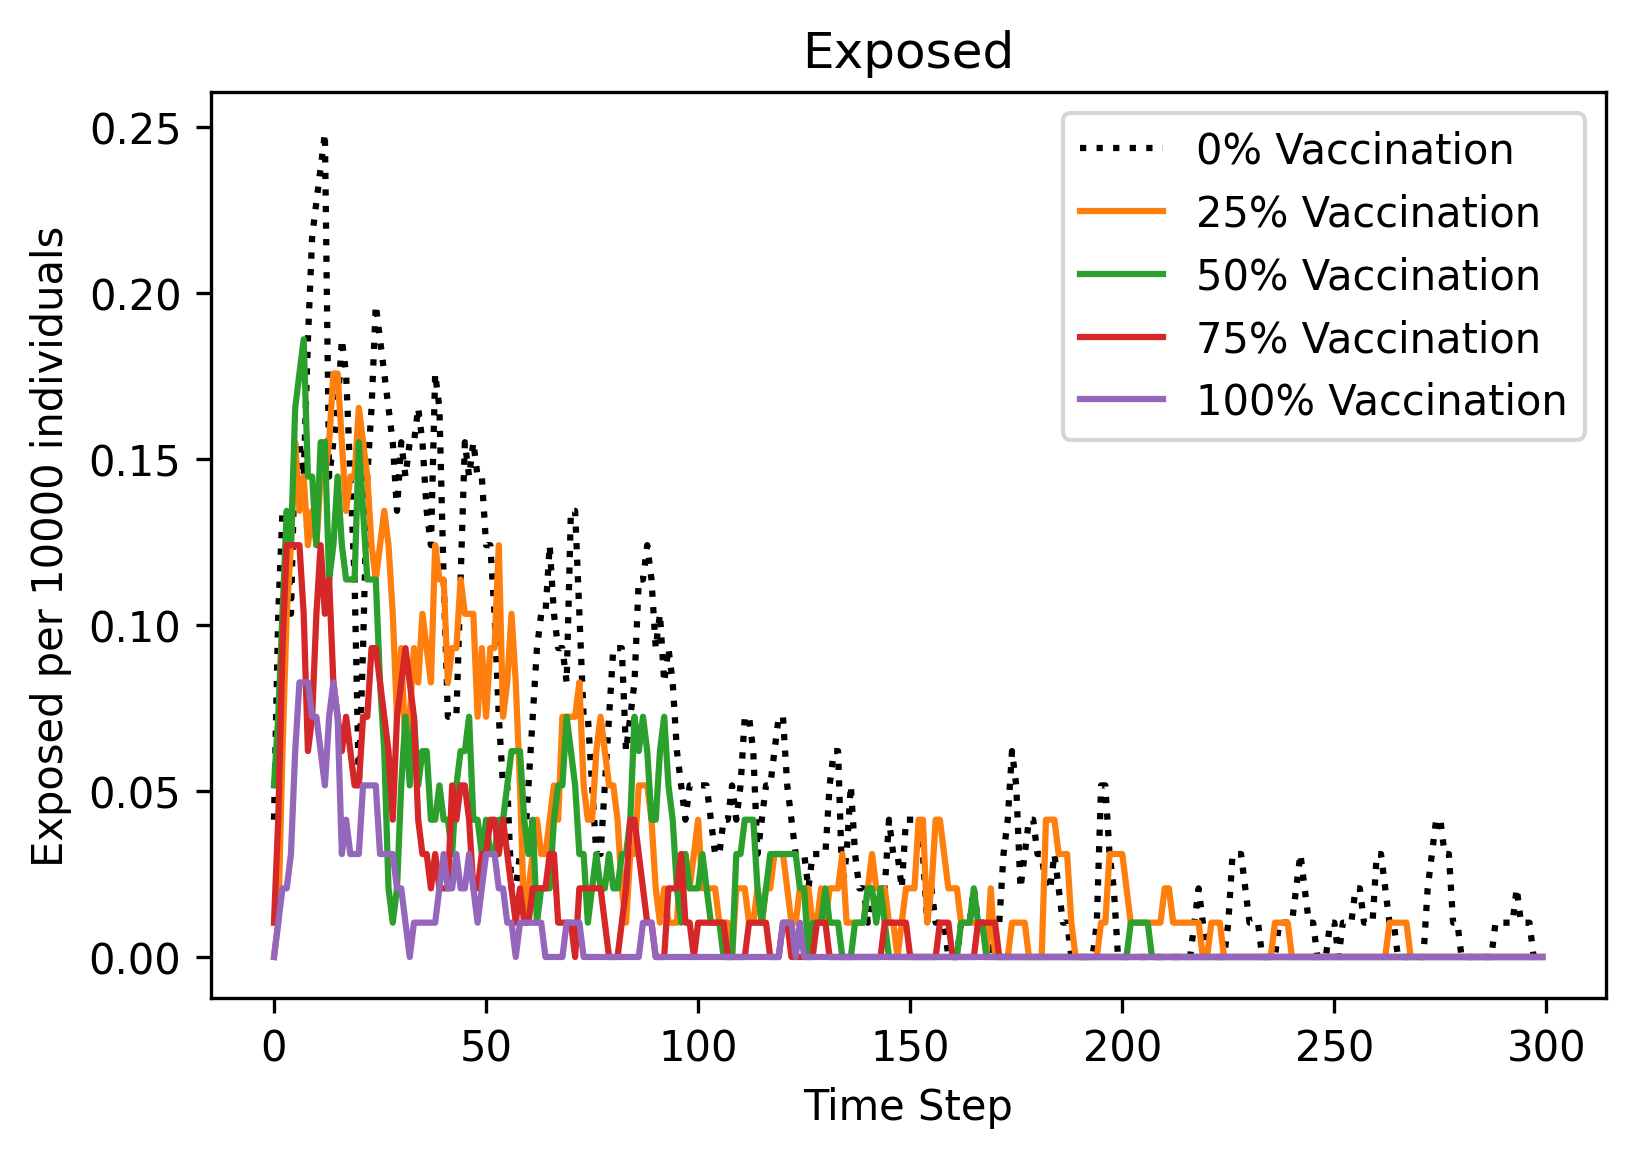 Exposed
0% Vaccination
25% Vaccination
50% Vaccination
75% Vaccination
100% Vaccination
Exposed per 10000 individuals
0.25
0.20
0.15
0.10
0.05
0.00
0 50 100 150 200 250 300
Time Step